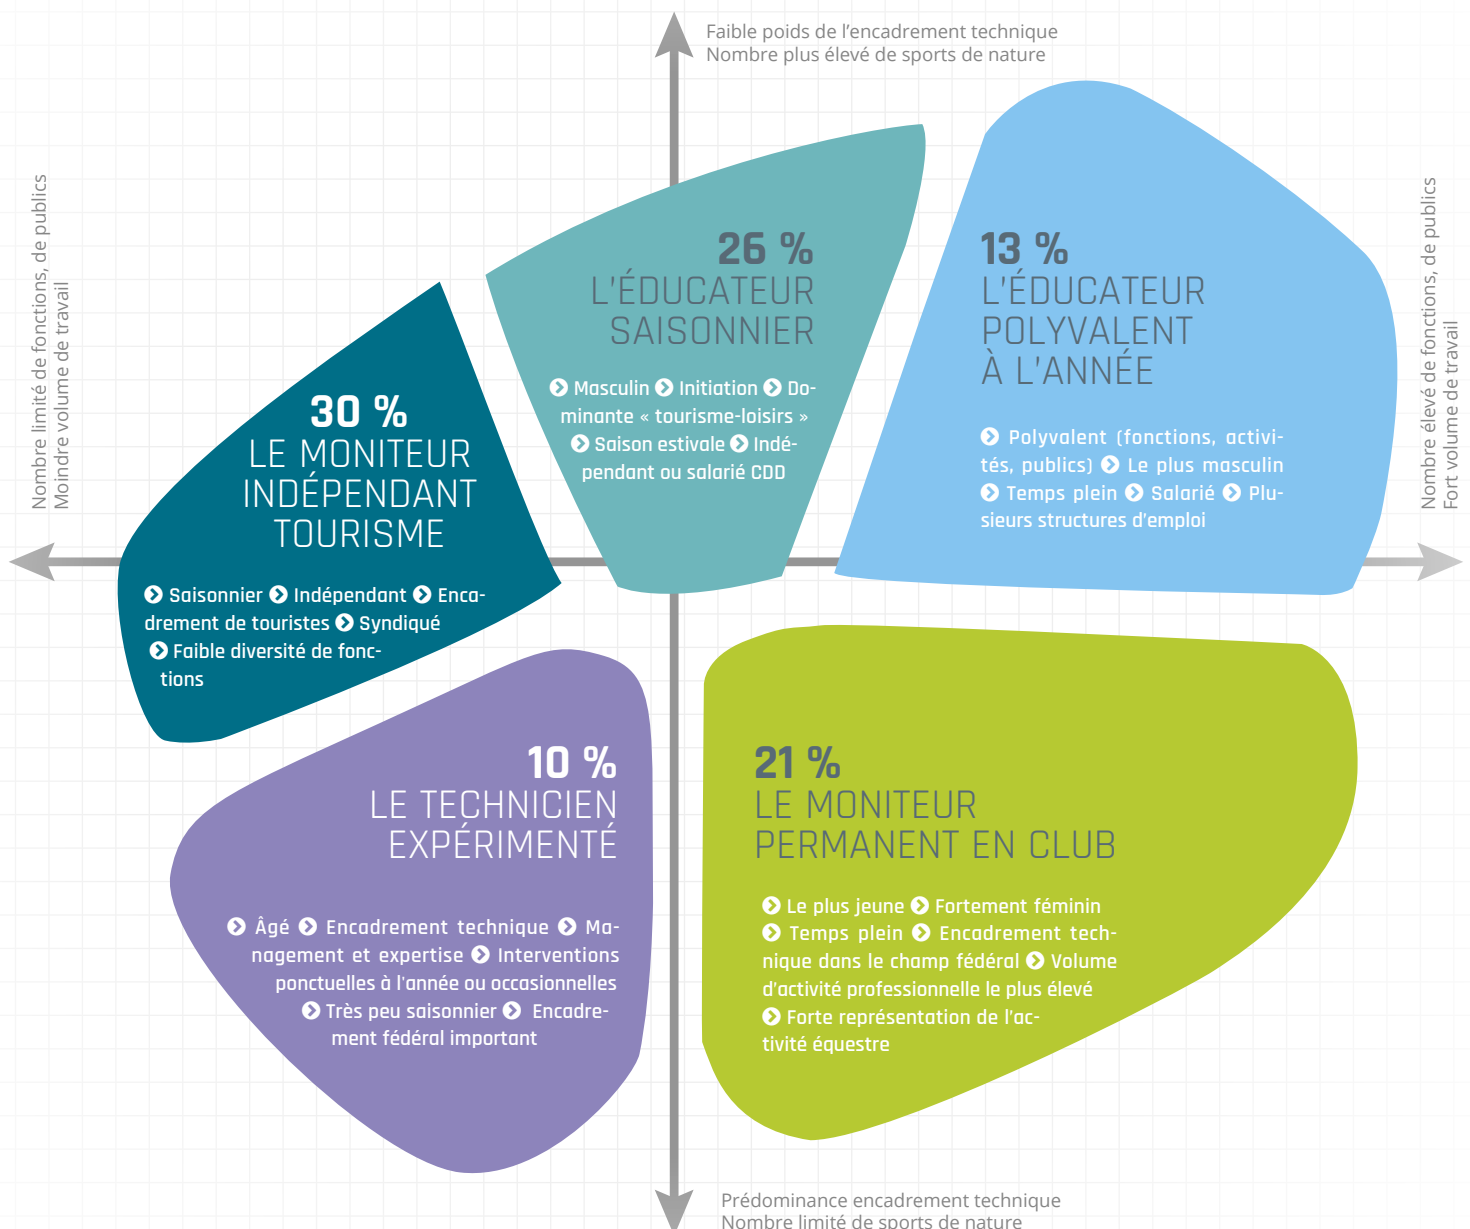 Faible poids de l’encadrement technique
Nombre plus élevé de sports de nature
Nombre limité de fonctions, de publics
Moindre volume de travail
Nombre élevé de fonctions, de publics
Fort volume de travail
26 %
L'ÉDUCATEUR
SAISONNIER
Masculin Initiation Do-
minante « tourisme-loisirs »
Saison estivale Indé-
pendant ou salarié CDD
13 %
L'ÉDUCATEUR
POLYVALENT
À L'ANNÉE
Polyvalent (fonctions, activi-
tés, publics) Le plus masculin
Temps plein Salarié Plu-
sieurs structures d’emploi
30 %
LE MONITEUR
INDÉPENDANT
TOURISME
Saisonnier Indépendant Enca-
drement de touristes Syndiqué
Faible diversité de fonc-
tions
10 %
LE TECHNICIEN
EXPÉRIMENTÉ
Âgé Encadrement technique Ma-
nagement et expertise Interventions
ponctuelles à l'année ou occasionnelles
Très peu saisonnier Encadre-
ment fédéral important
21 %
LE MONITEUR
PERMANENT EN CLUB
Le plus jeune Fortement féminin
Temps plein Encadrement tech-
nique dans le champ fédéral Volume
d’activité professionnelle le plus élevé
Forte représentation de l’ac-
tivité équestre
Prédominance encadrement technique
Nombre limité de sports de nature